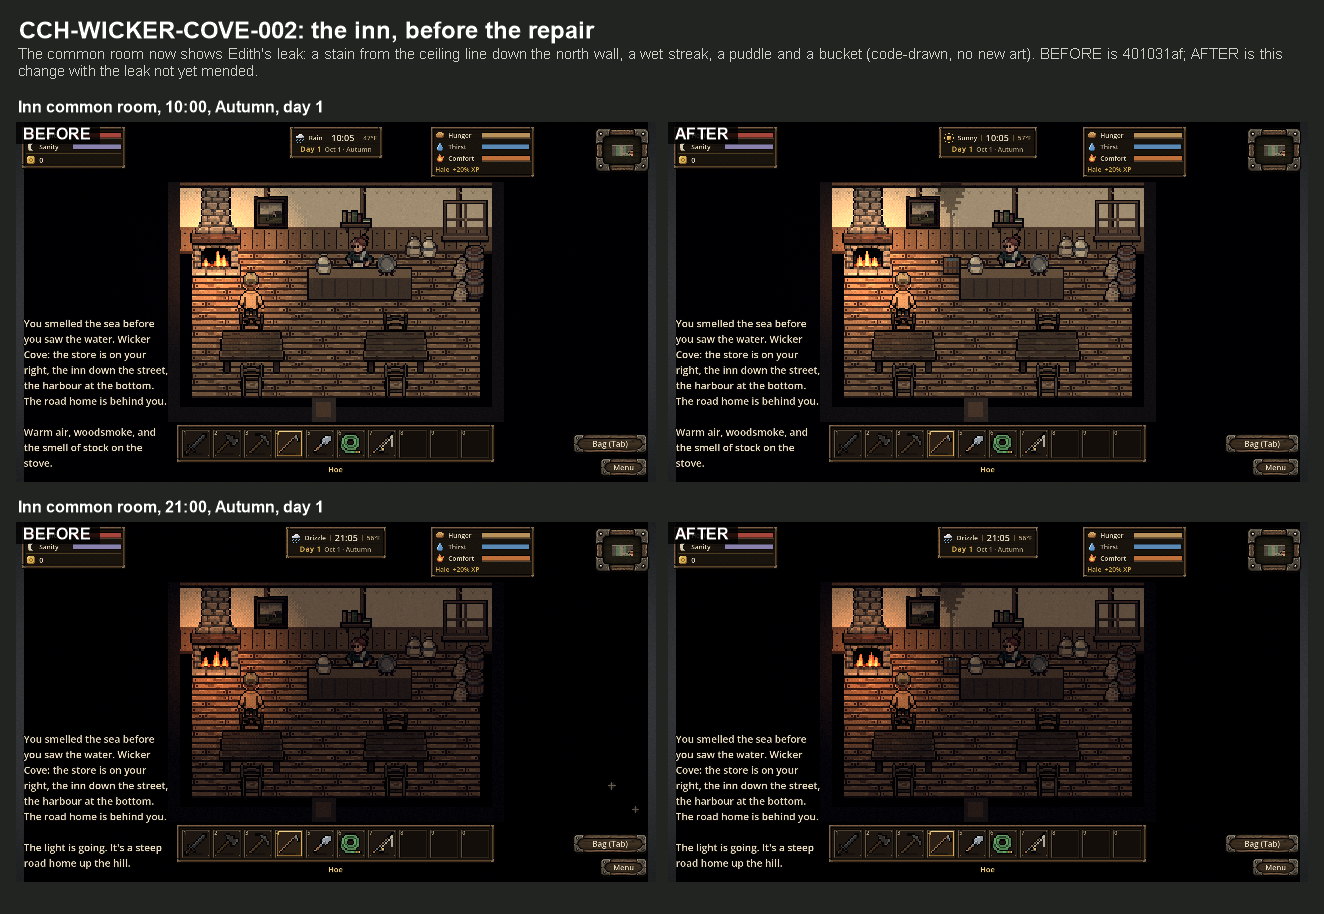 CCH-WICKER-COVE-002: the inn, before the repair
The common room now shows Edith's leak: a stain from the ceiling line down the north wall, a wet streak, a puddle and a bucket (code-drawn, no new art). BEFORE is 401031af; AFTER is this
change with the leak not yet mended.
Inn common room, 10:00, Autumn, day 1
BEFORE
Sanity
0
Rain 10:05 47°F
Day 1 Oct 1 · Autumn
Hunger
Thirst
Comfort
Hale +20% XP
You smelled the sea before
you saw the water. Wicker
Cove: the store is on your
right, the inn down the street,
the harbour at the bottom.
The road home is behind you.
Warm air, woodsmoke, and
the smell of stock on the
stove.
Hoe
Bag (Tab)
Menu
AFTER
Sanity
0
Sunny | 10:05 | 57°F
Day 1 Oct 1 · Autumn
Hunger
Thirst
Comfort
Hale +20% XP
You smelled the sea before
you saw the water. Wicker
Cove: the store is on your
right, the inn down the street,
the harbour at the bottom.
The road home is behind you.
Warm air, woodsmoke, and
the smell of stock on the
stove.
Hoe
Bag (Tab)
Menu
Inn common room, 21:00, Autumn, day 1
BEFORE
Sanity
0
Drizzle | 21:05 | 56°F
Day 1 Oct 1 · Autumn
Hunger
Thirst
Comfort
Hale +20% XP
You smelled the sea before
you saw the water. Wicker
Cove: the store is on your
right, the inn down the street,
the harbour at the bottom.
The road home is behind you.
The light is going. It's a steep
road home up the hill.
Hoe
Bag (Tab)
Menu
AFTER
Sanity
0
Drizzle | 21:05 | 56°F
Day 1 Oct 1 · Autumn
Hunger
Thirst
Comfort
Hale +20% XP
You smelled the sea before
you saw the water. Wicker
Cove: the store is on your
right, the inn down the street,
the harbour at the bottom.
The road home is behind you.
The light is going. It's a steep
road home up the hill.
Hoe
Bag (Tab)
Menu